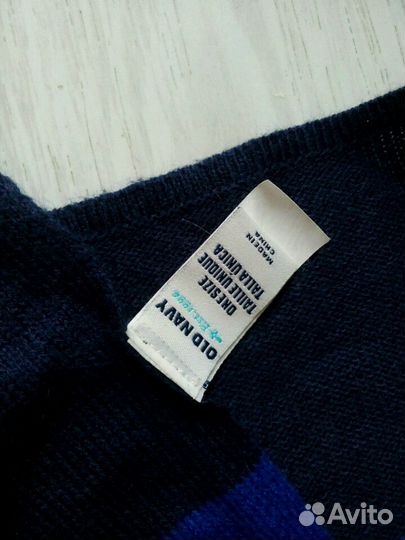 OLD NAVY
Est. 1994
ONE SIZE
TAILLE UNIQUE
TALLA ÚNICA
MADE IN
CHINA
Avito